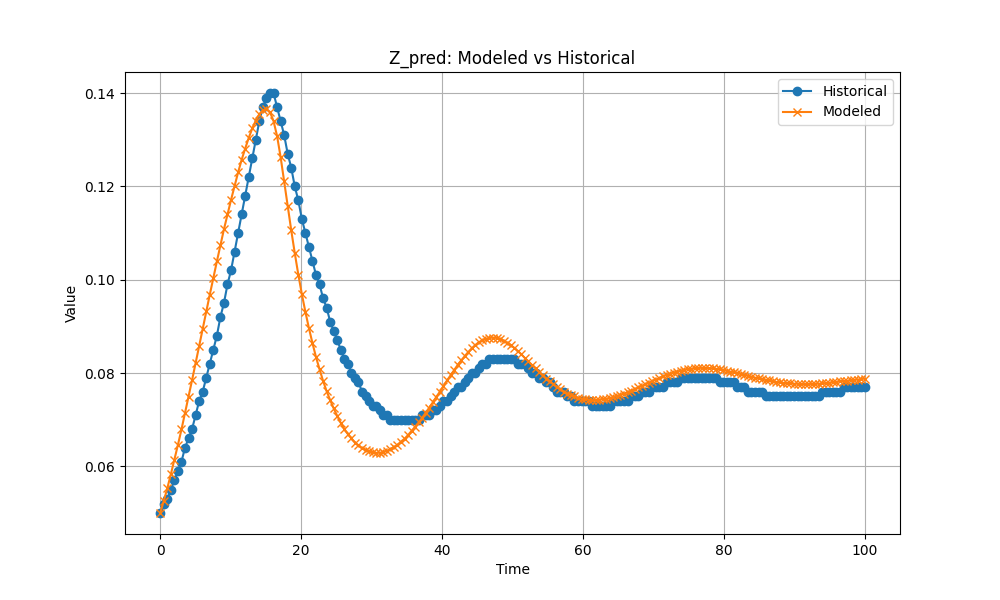 Z_pred: Modeled vs Historical
Historical
Modeled
0.14
0.12
0.10
0.08
0.06
Value
0
20
40
60
80
100
Time